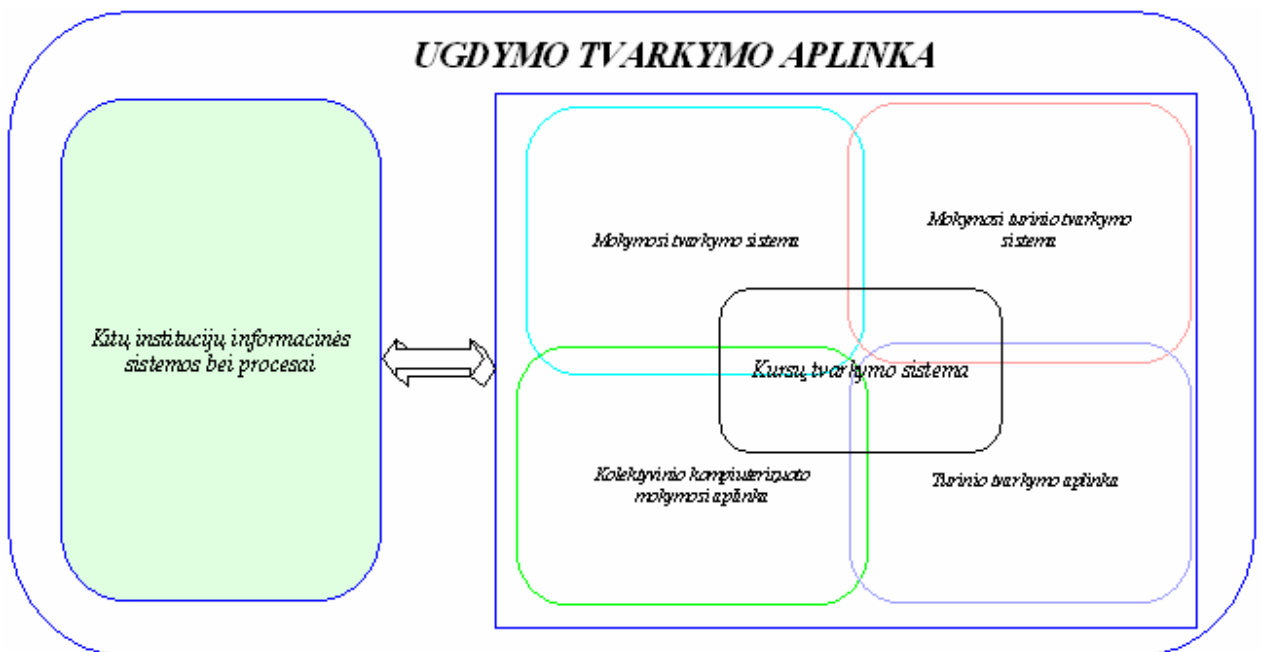 UGDYMO TVARKYMO APLINKA
Kitų institucijų informacinės
sistemos bei procesai
Mokymosi tvarkymo sistema
Mokymosi turinio tvarkymo
sistema
Kursų tvarkymo sistema
Kolektyvinio kompiuterizuoto
mokymosi aplinka
Turinio tvarkymo aplinka